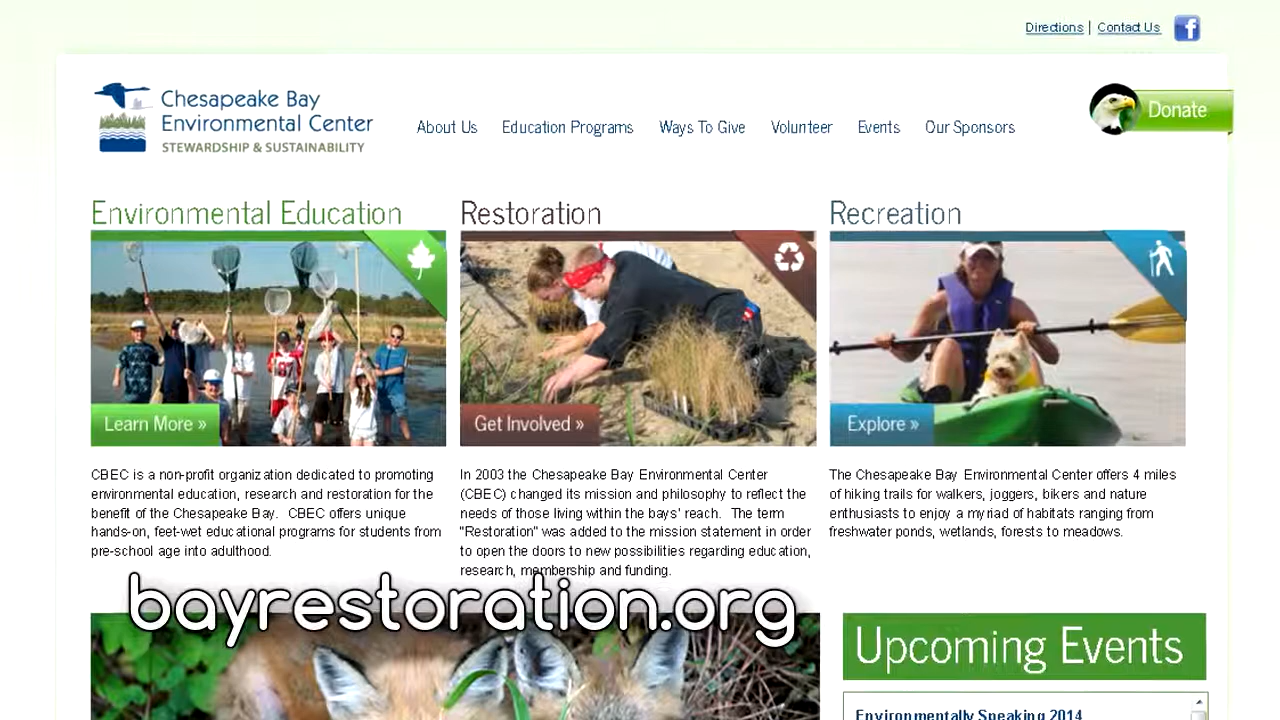 Directions | Contact Us
f
Chesapeake Bay
Environmental Center
STEWARDSHIP & SUSTAINABILITY
About Us Education Programs Ways To Give Volunteer Events Our Sponsors
Donate
Environmental Education
Learn More »
CBEC is a non-profit organization dedicated to promoting
environmental education, research and restoration for the
benefit of the Chesapeake Bay. CBEC offers unique
hands-on, feet-wet educational programs for students from
pre-school age into adulthood.
Restoration
Get Involved »
In 2003 the Chesapeake Bay Environmental Center
(CBEC) changed its mission and philosophy to reflect the
needs of those living within the bays' reach. The term
"Restoration" was added to the mission statement in order
to open the doors to new possibilities regarding education,
research, membership and funding.
Recreation
Explore »
The Chesapeake Bay Environmental Center offers 4 miles
of hiking trails for walkers, joggers, bikers and nature
enthusiasts to enjoy a myriad of habitats ranging from
freshwater ponds, wetlands, forests to meadows.
bayrestoration.org
Upcoming Events
Environmentally Speaking 2014